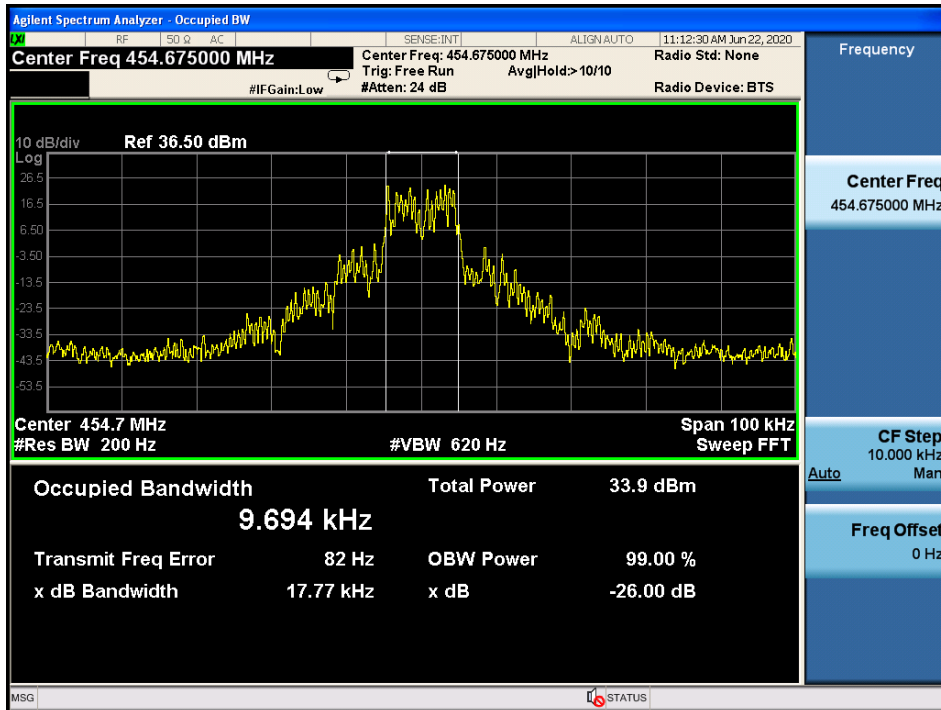 Agilent Spectrum Analyzer - Occupied BW
LXI RF 50 Ω AC SENSE:INT ALIGN AUTO 11:12:30 AM Jun 22, 2020
Center Freq 454.675000 MHz
Center Freq: 454.675000 MHz Radio Std: None
Trig: Free Run Avg|Hold:>10/10
#IFGain:Low #Atten: 24 dB Radio Device: BTS
Frequency
10 dB/div Ref 36.50 dBm
Log
26.5
16.5
6.50
-3.50
-13.5
-23.5
-33.5
-43.5
-53.5
Center 454.7 MHz Span 100 kHz
#Res BW 200 Hz #VBW 620 Hz Sweep FFT
Occupied Bandwidth Total Power 33.9 dBm
9.694 kHz
Transmit Freq Error 82 Hz OBW Power 99.00 %
x dB Bandwidth 17.77 kHz x dB -26.00 dB
Center Freq
454.675000 MHz
CF Step
10.000 kHz
Auto Man
Freq Offset
0 Hz
MSG STATUS